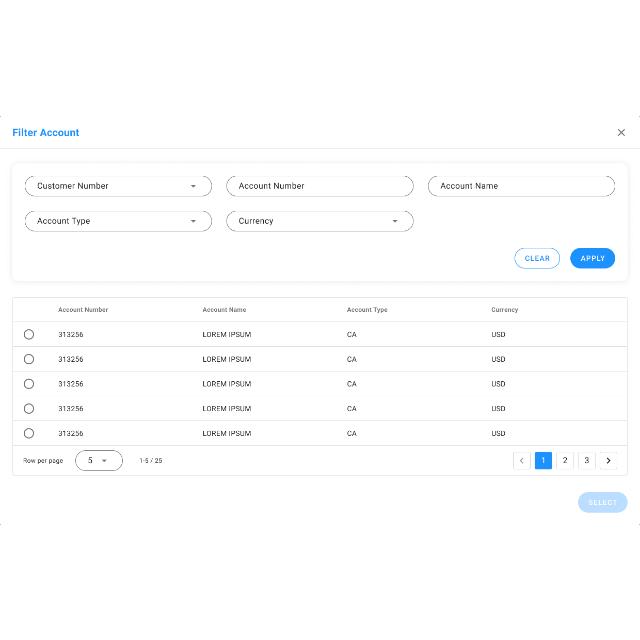 Filter Account
Customer Number
Account Number
Account Name
Account Type
Currency
CLEAR
APPLY
Account Number Account Name Account Type Currency
313256 LOREM IPSUM CA USD
313256 LOREM IPSUM CA USD
313256 LOREM IPSUM CA USD
313256 LOREM IPSUM CA USD
313256 LOREM IPSUM CA USD
Row per page 5 1-5 / 25 1 2 3
SELECT